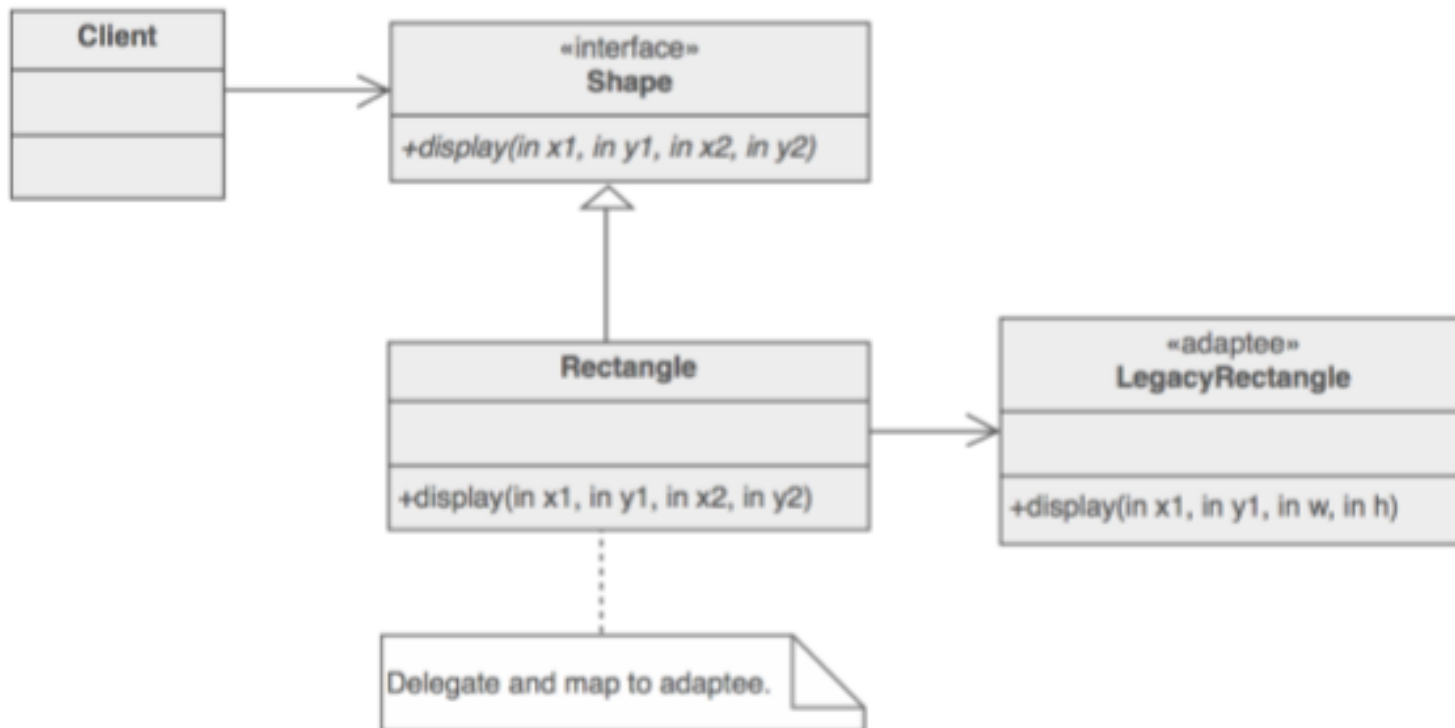 Client
«interface»
Shape
+display(in x1, in y1, in x2, in y2)
Rectangle
+display(in x1, in y1, in x2, in y2)
«adaptee»
LegacyRectangle
+display(in x1, in y1, in w, in h)
Delegate and map to adaptee.